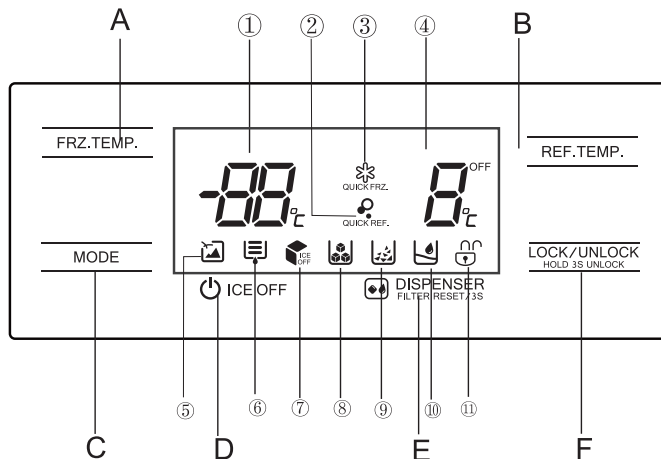 A
①
②
③
④
B
FRZ.TEMP.
REF.TEMP.
-88°C
QUICK FRZ.
QUICK REF.
8°C
OFF
MODE
ICE OFF
LOCK/UNLOCK
HOLD 3S UNLOCK
ICE OFF
DISPENSER
FILTER RESET/3S
⑤
⑥
⑦
⑧
⑨
⑩
⑪
C
D
E
F